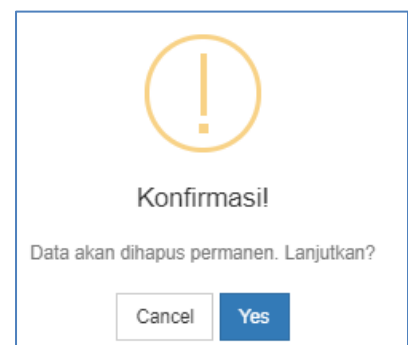 Konfirmasi!
Data akan dihapus permanen. Lanjutkan?
Cancel Yes